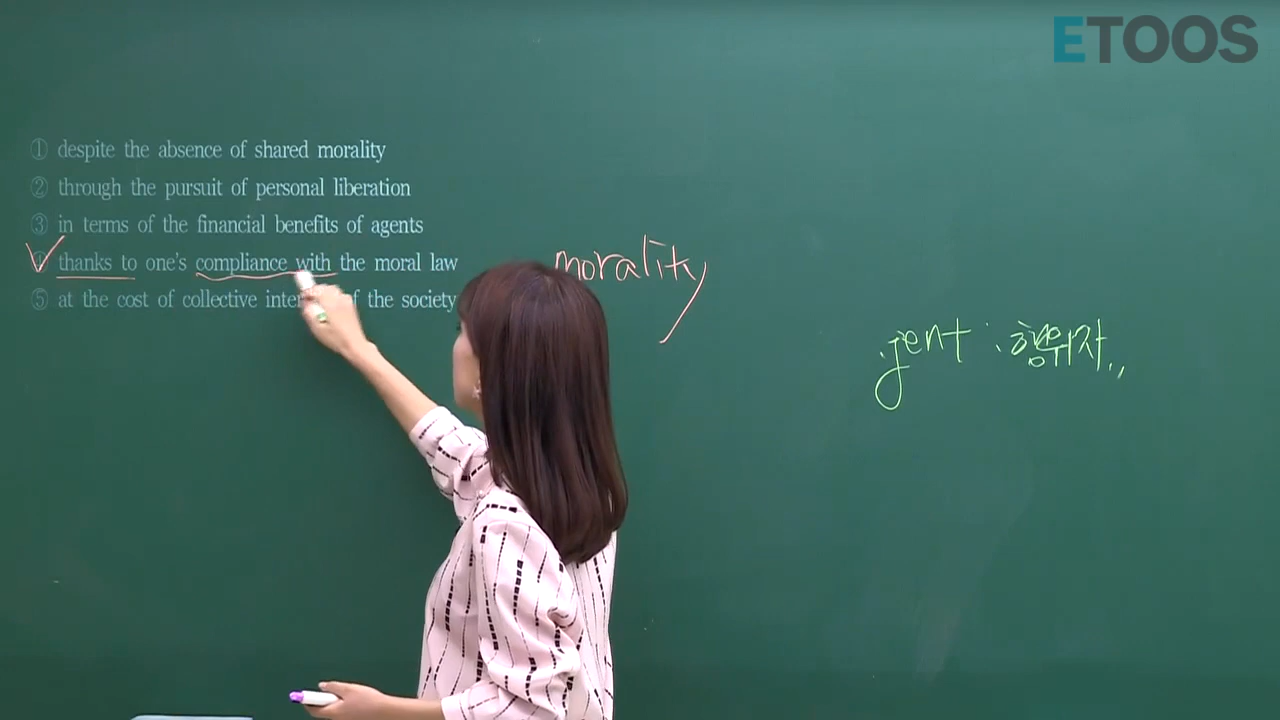 ETOOS
① despite the absence of shared morality
② through the pursuit of personal liberation
③ in terms of the financial benefits of agents
④ thanks to one's compliance with the moral law
⑤ at the cost of collective of the society
morality
행위자